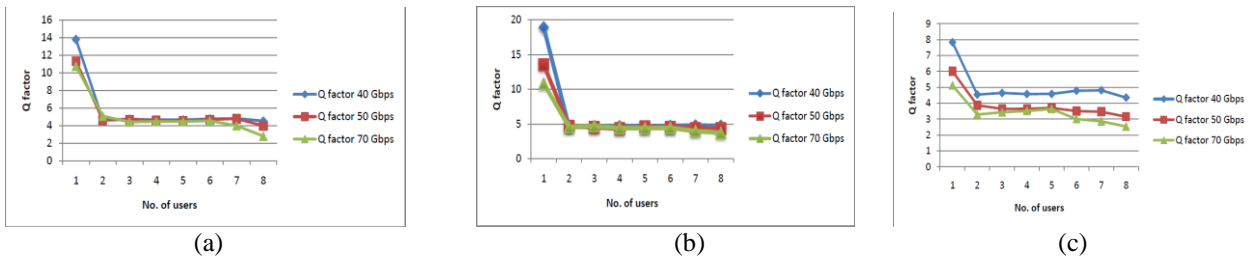 16
14
12
10
8
6
4
2
0
Q factor
1 2 3 4 5 6 7 8
No. of users
Q factor 40 Gbps
Q factor 50 Gbps
Q factor 70 Gbps
(a)
20
15
10
5
0
Q factor
1 2 3 4 5 6 7 8
No. of users
Q factor 40 Gbps
Q factor 50 Gbps
Q factor 70 Gbps
(b)
9
8
7
6
5
4
3
2
1
0
Q factor
1 2 3 4 5 6 7 8
No. of users
Q factor 40 Gbps
Q factor 50 Gbps
Q factor 70 Gbps
(c)